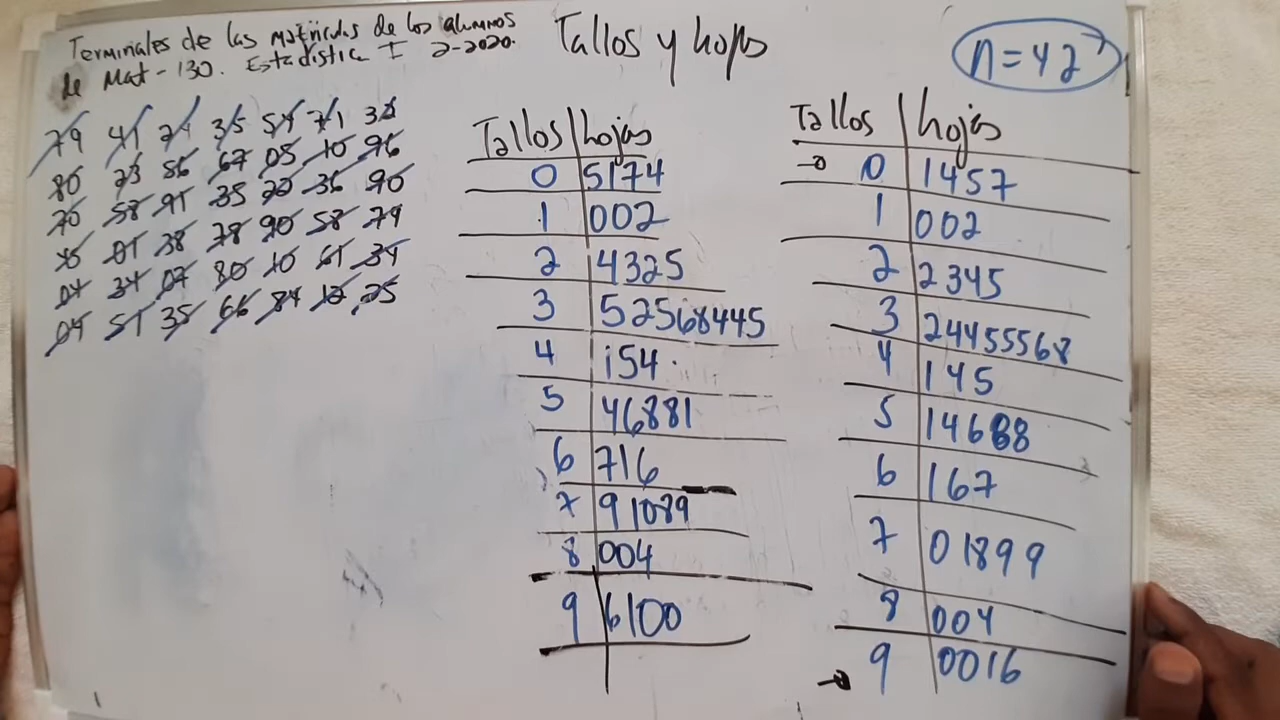 Terminales de las matrículas de los alumnos
de Mat-130. Estadistica I 2-2020.
Tallos y hojas
n=42
79 41 24 35 54 71 32
80 23 56 67 05 10 96
70 58 91 35 22 36 90
01 38 78 90 58 79
04 34 07 80 10 61 34
51 35 66 84 12 25
Tallos hojas
0 5174
1 002
2 4325
3 52568445
4 154
5 46881
6 716
7 91089
8 004
9 6100
Tallos hojas
0 1457
1 002
2 2345
3 24455568
4 145
5 14688
6 167
7 01899
8 004
9 0016